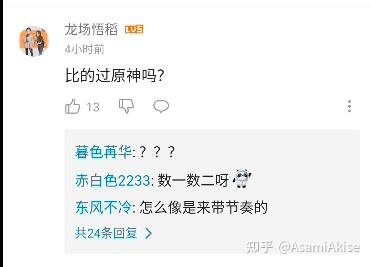 龙场悟稻 LV5
4小时前
比的过原神吗？
13
暮色苒华: ？？？
赤白色2233: 数一数二呀
东风不冷: 怎么像是来带节奏的
共24条回复 >
知乎 @AsamiAkise